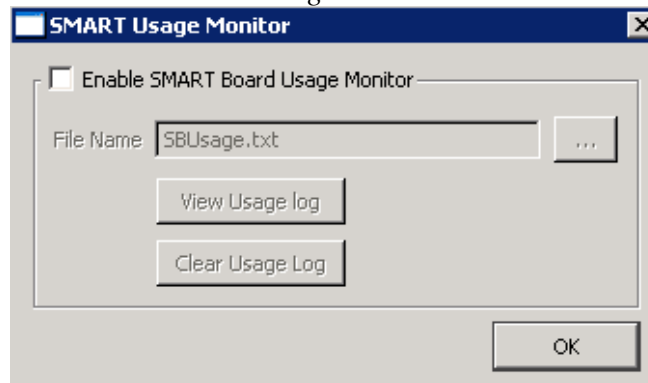 SMART Usage Monitor
Enable SMART Board Usage Monitor
File Name SBUsage.txt ...
View Usage log
Clear Usage Log
OK